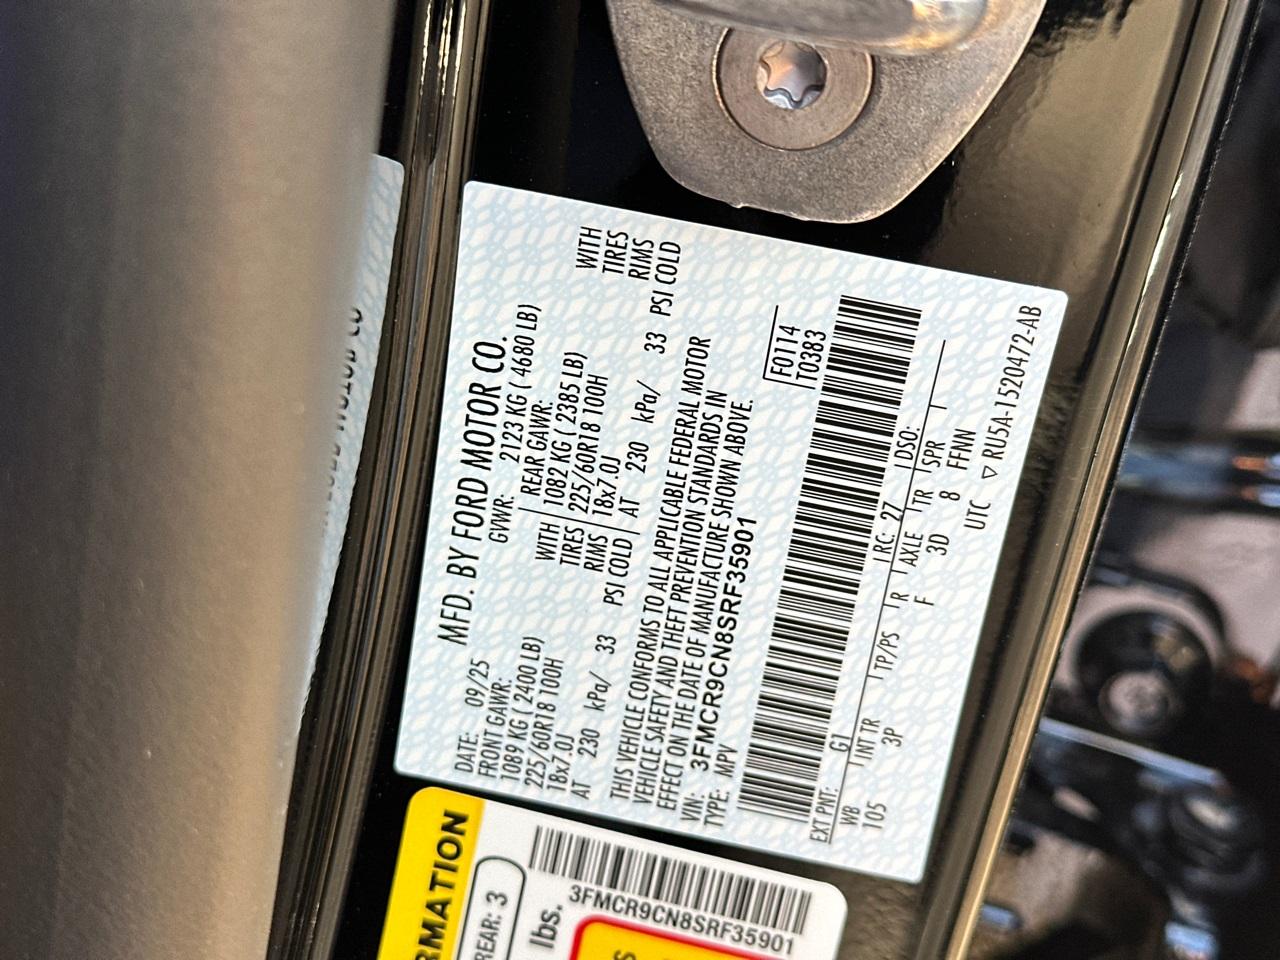 MFD. BY FORD MOTOR CO.
DATE: 09/25 GVWR: 2123 KG ( 4680 LB)
FRONT GAWR: REAR GAWR:
1089 KG ( 2400 LB) WITH 1082 KG ( 2385 LB) WITH
225/60R18 100H TIRES 225/60R18 100H TIRES
18x7.0J RIMS 18x7.0J RIMS
AT 230 kPa/ 33 PSI COLD AT 230 kPa/ 33 PSI COLD
THIS VEHICLE CONFORMS TO ALL APPLICABLE FEDERAL MOTOR
VEHICLE SAFETY AND THEFT PREVENTION STANDARDS IN
EFFECT ON THE DATE OF MANUFACTURE SHOWN ABOVE.
VIN: 3FMCR9CN8SRF35901
TYPE: MPV
F0114
T0383
EXT PNT: G1 RC: 27 DSO:
WB INT TR TP/PS R AXLE TR SPR
105 3P F 3D 8 FFNN
UTC ▽ RU5A-1520472-AB
RMATION
REAR: 3
lbs.
3FMCR9CN8SRF35901